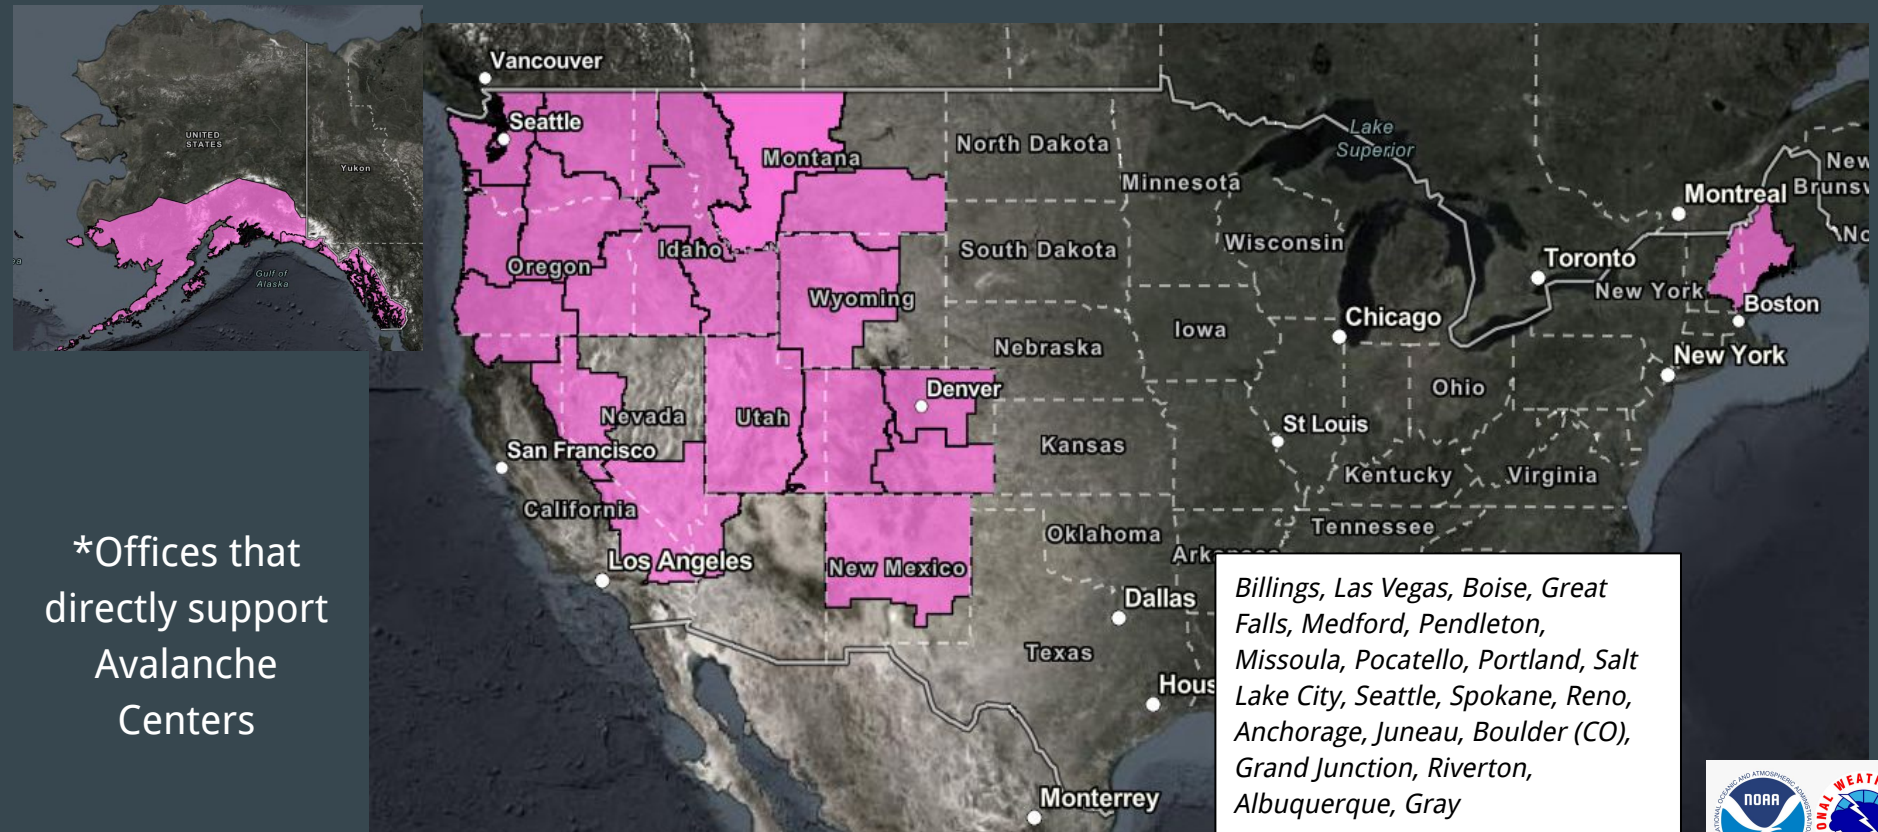 UNITED
STATES
Yukon
Gulf of
Alaska
Vancouver
Seattle
Montana
North Dakota
Lake
Superior
Minnesota
Montreal
New
Oregon
Idaho
Wyoming
South Dakota
Wisconsin
Toronto
New York
Boston
Chicago
Iowa
Nebraska
New York
Denver
Ohio
Nevada
Utah
San Francisco
Kansas
St Louis
Kentucky
Virginia
California
Oklahoma
Tennessee
Los Angeles
New Mexico
Dallas
Texas
Monterrey
*Offices that
directly support
Avalanche
Centers
Billings, Las Vegas, Boise, Great
Falls, Medford, Pendleton,
Missoula, Pocatello, Portland, Salt
Lake City, Seattle, Spokane, Reno,
Anchorage, Juneau, Boulder (CO),
Grand Junction, Riverton,
Albuquerque, Gray
NOAA